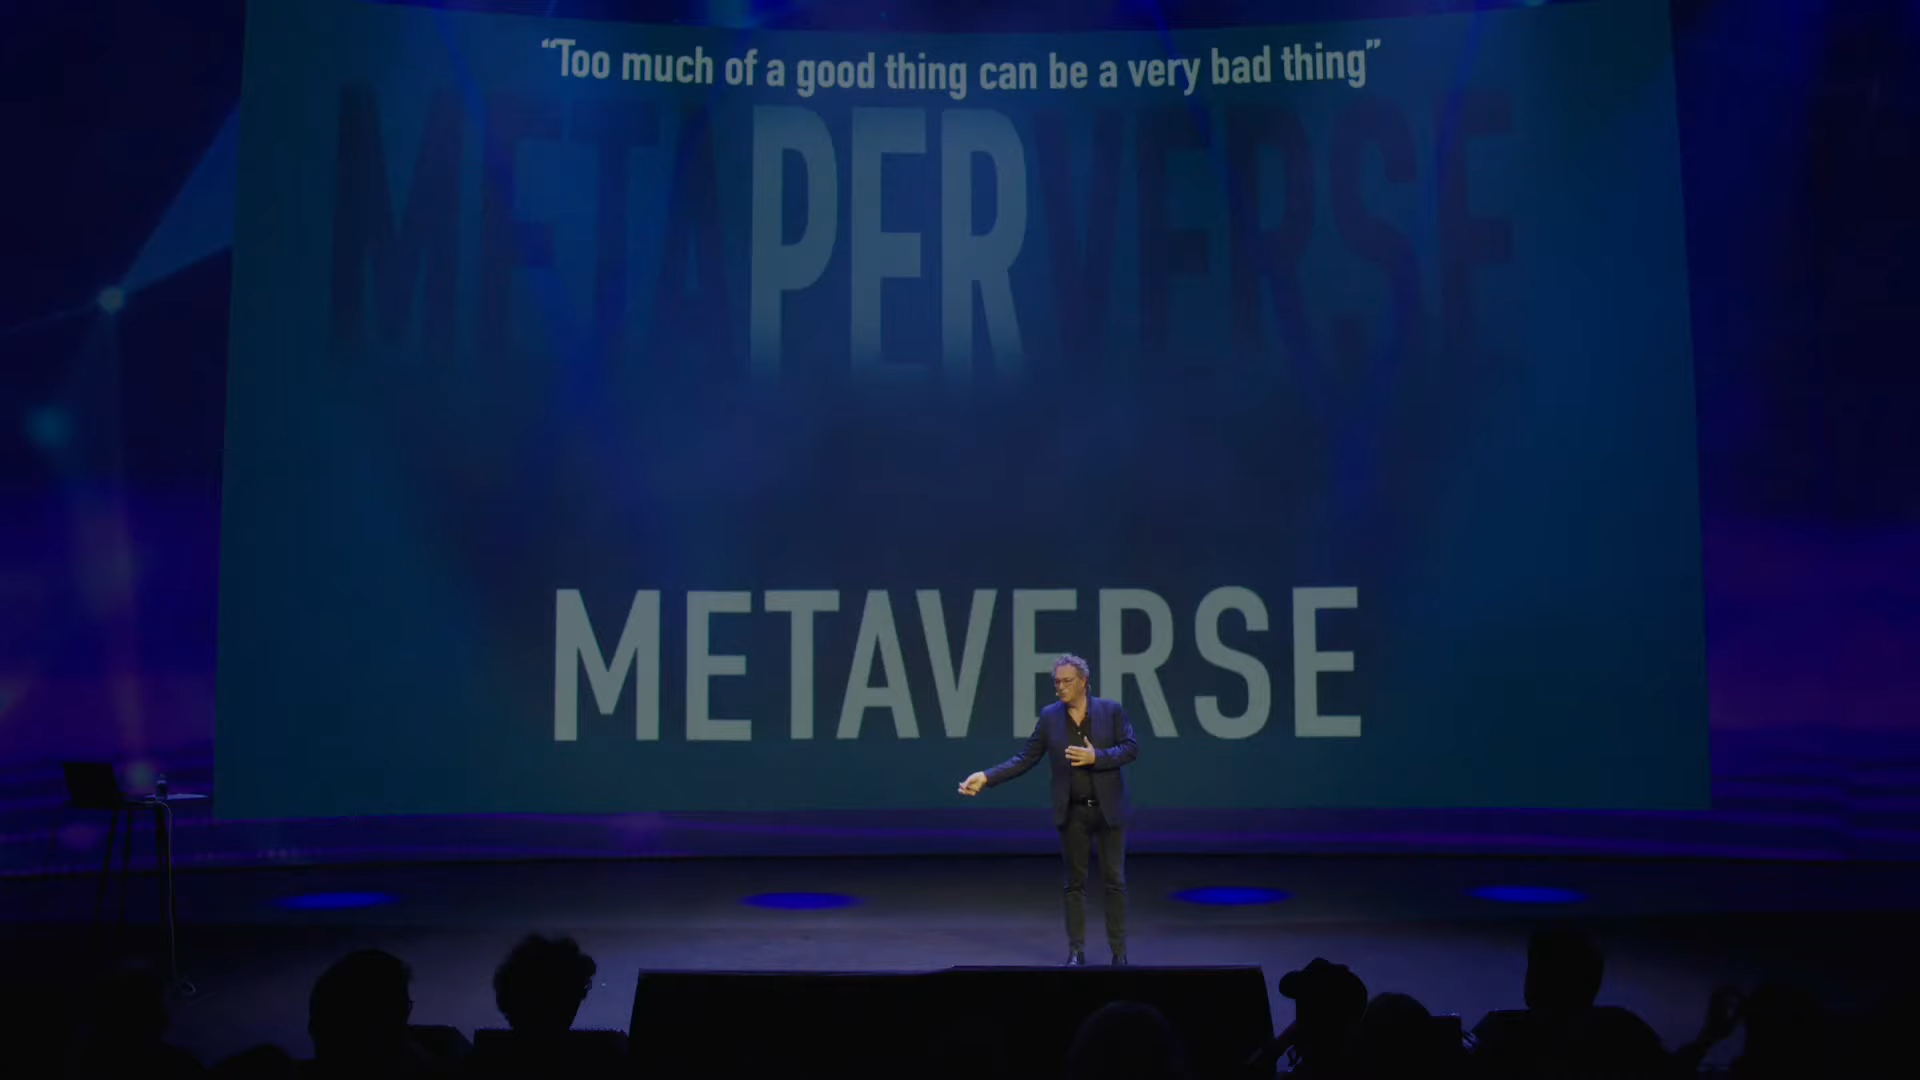 “Too much of a good thing can be a very bad thing”
METAPERVERSE
METAVERSE